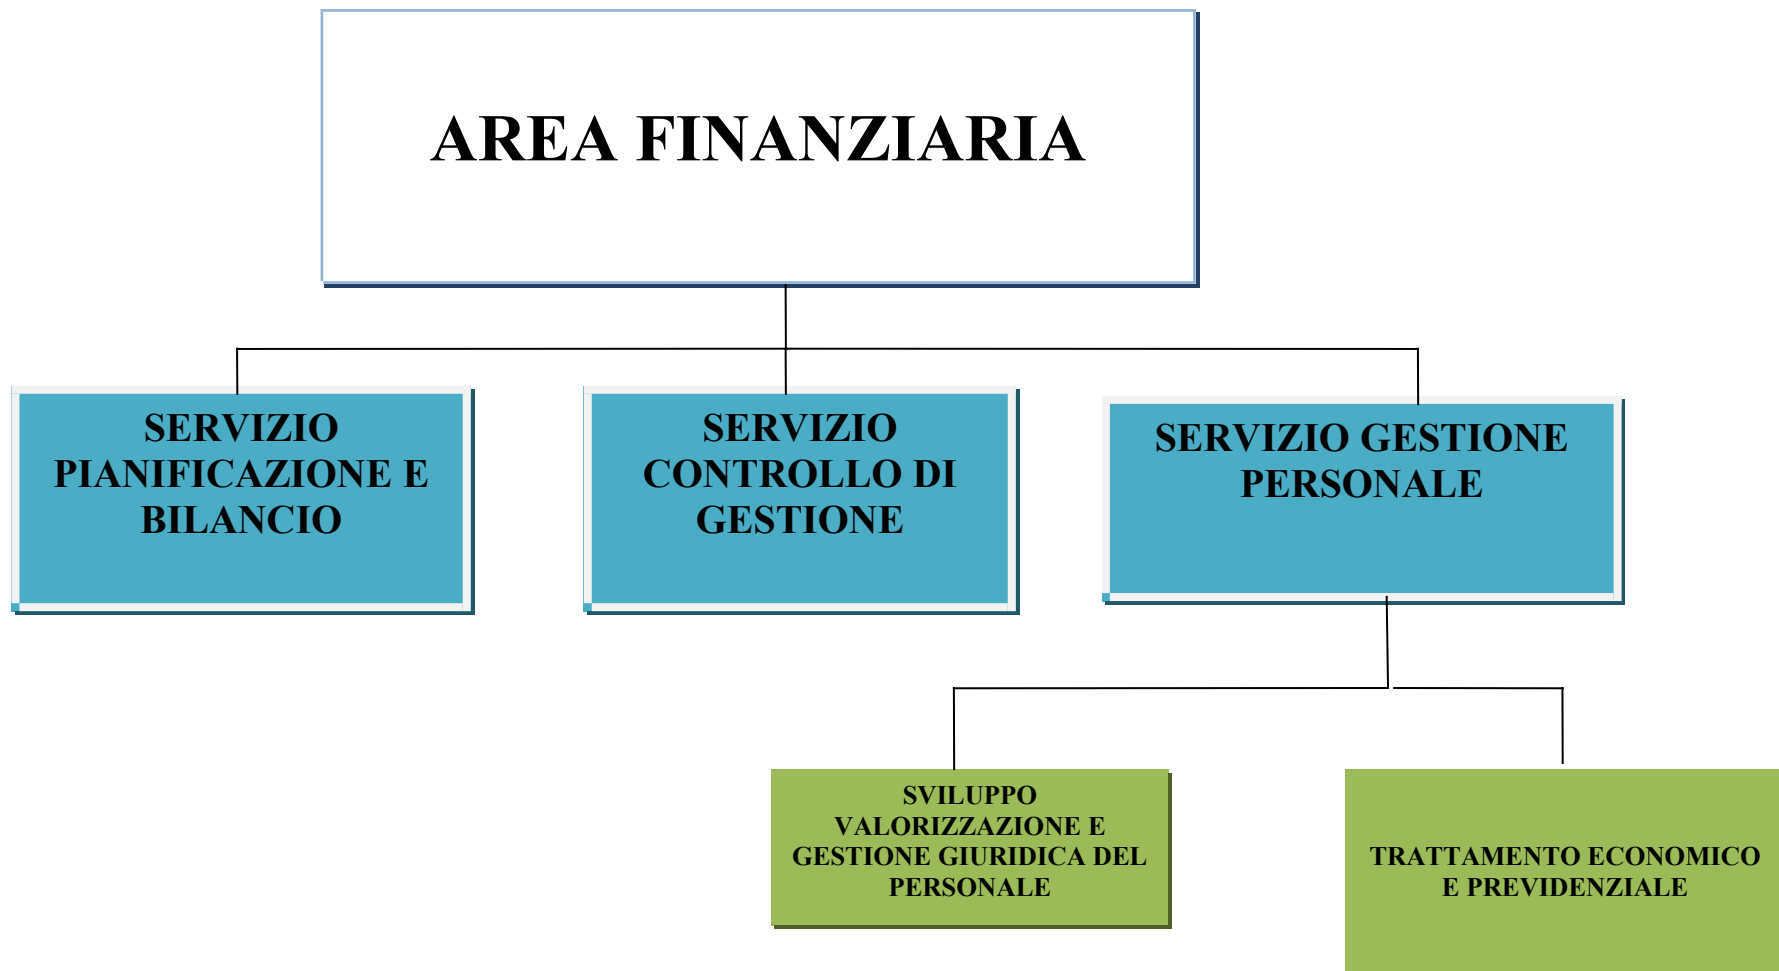 AREA FINANZIARIA
SERVIZIO
PIANIFICAZIONE E
BILANCIO
SERVIZIO
CONTROLLO DI
GESTIONE
SERVIZIO GESTIONE
PERSONALE
SVILUPPO
VALORIZZAZIONE E
GESTIONE GIURIDICA DEL
PERSONALE
TRATTAMENTO ECONOMICO
E PREVIDENZIALE